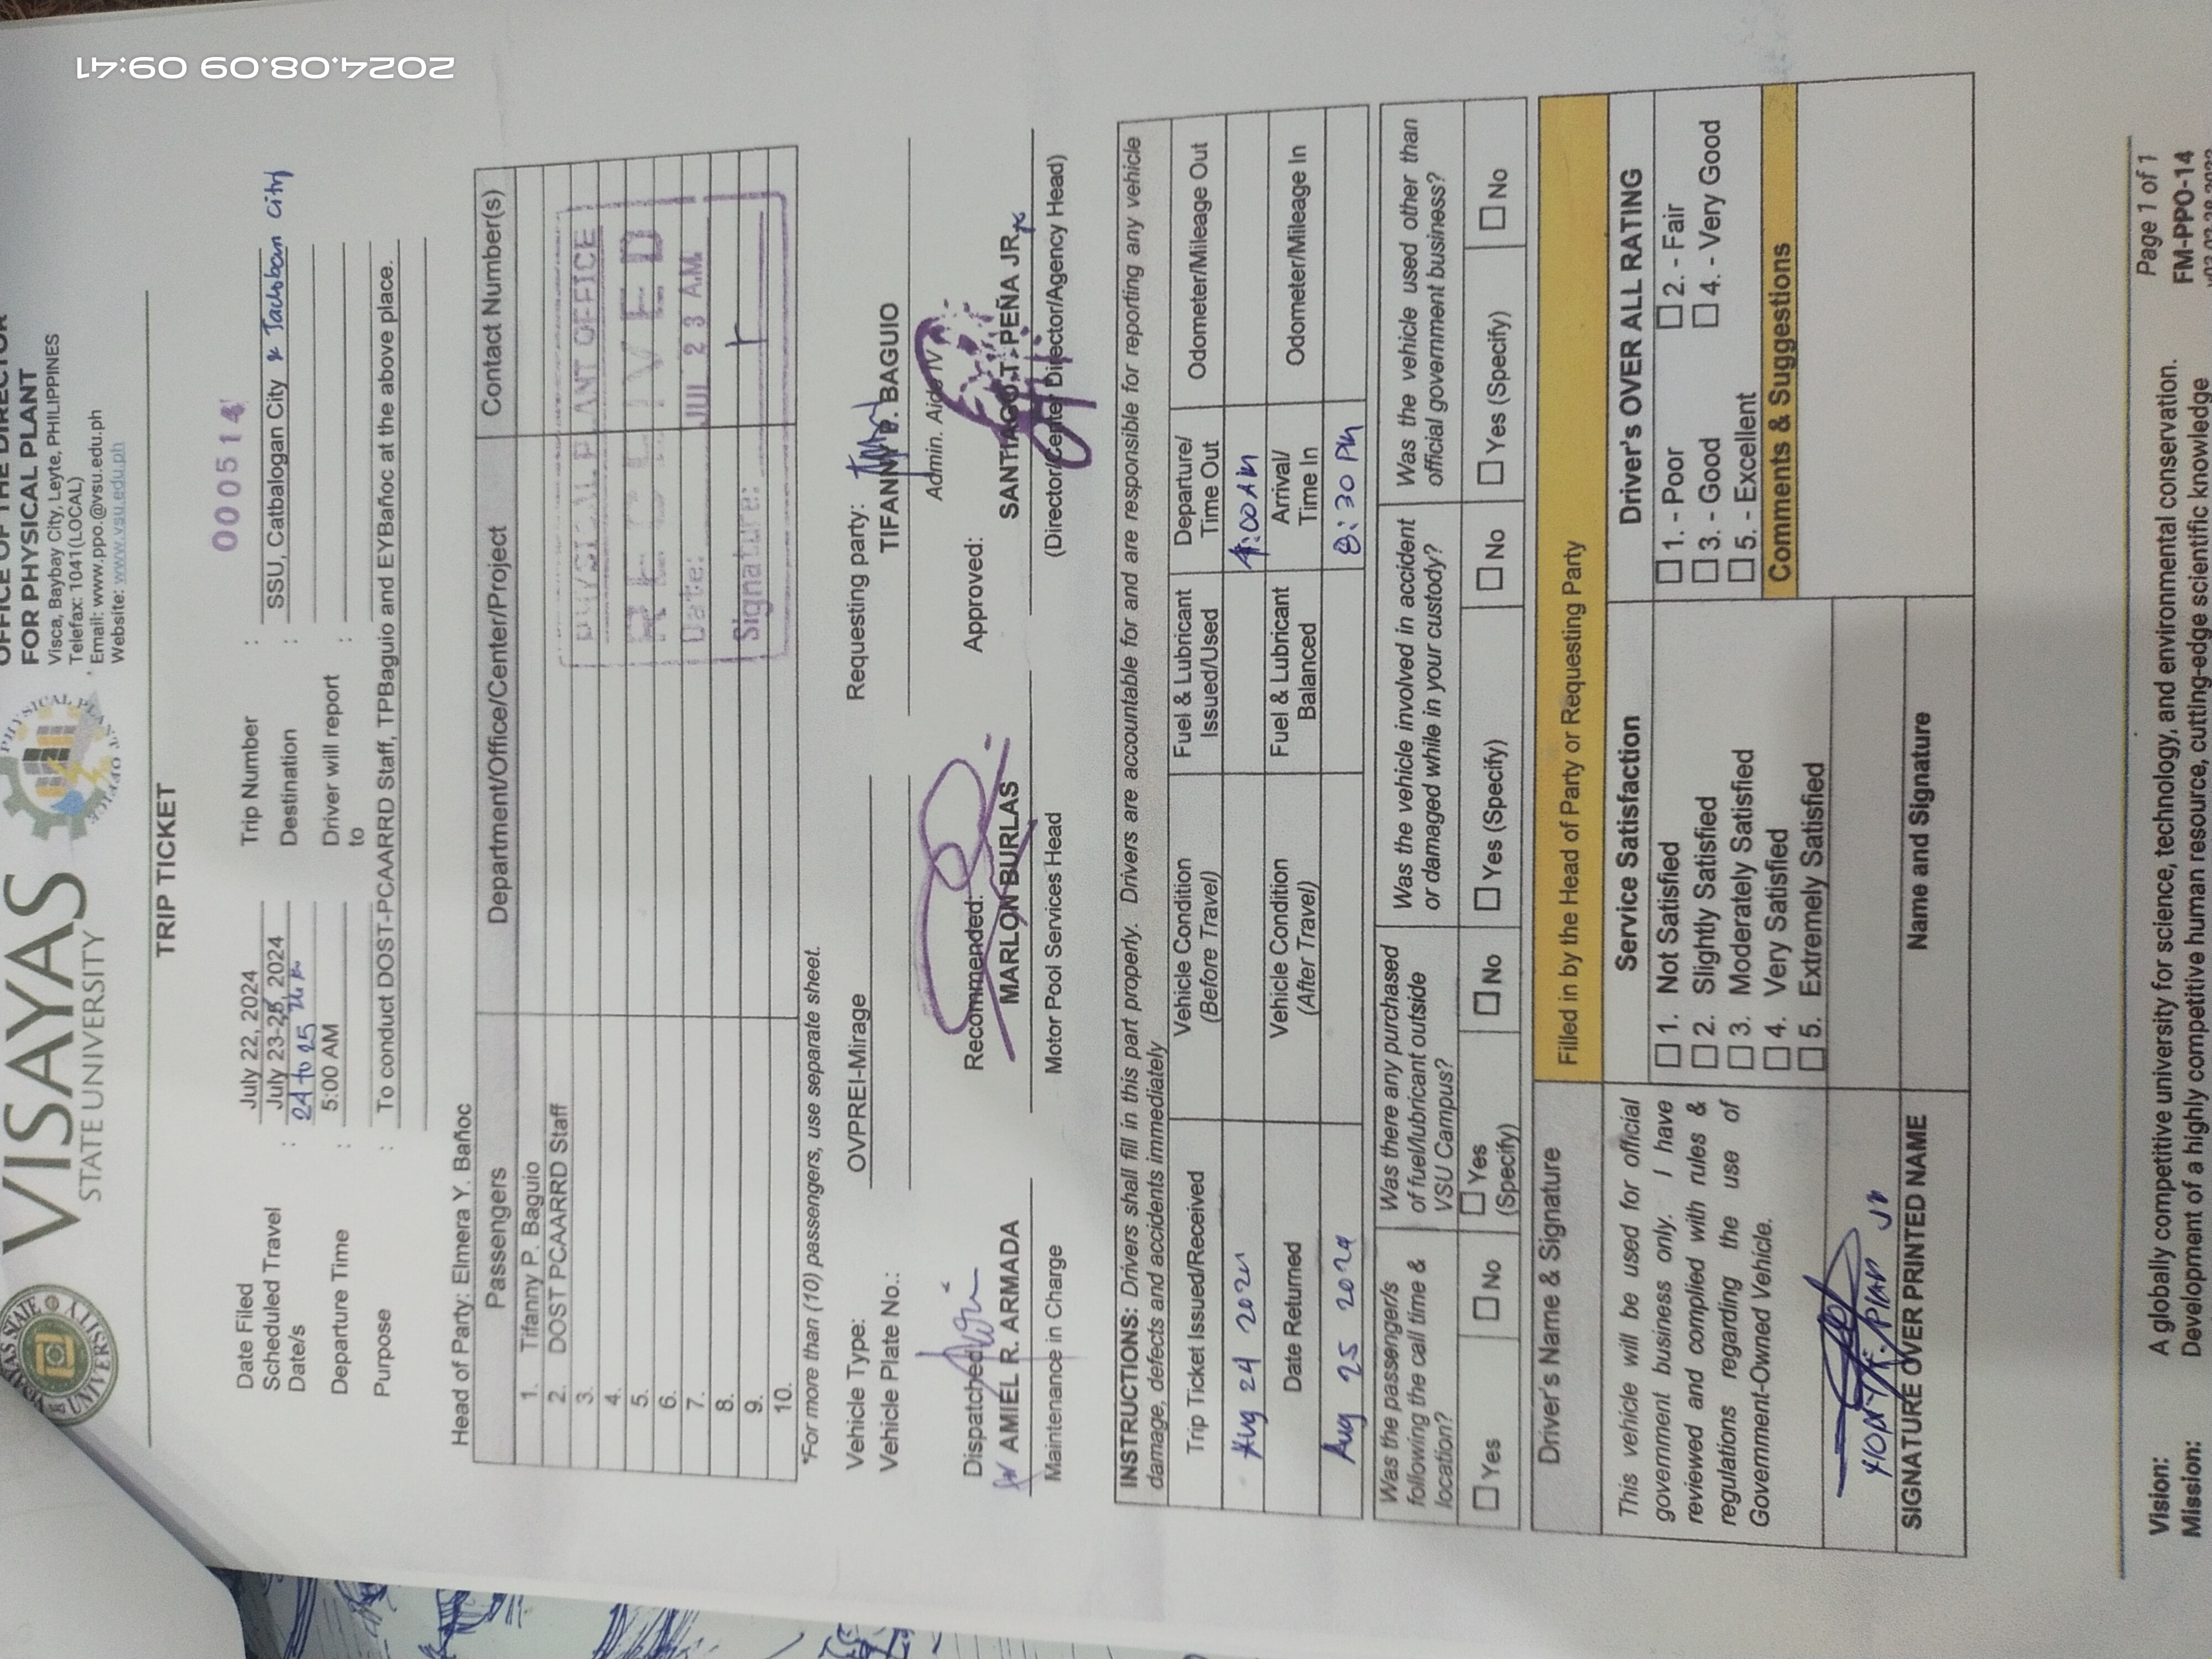 2024.08.09 09:41
VISAYAS
STATE UNIVERSITY
OFFICE OF THE DIRECTOR
FOR PHYSICAL PLANT
Visca, Baybay City, Leyte, PHILIPPINES
Telefax: 1041(LOCAL)
Email: www.ppo.@vsu.edu.ph
Website: www.vsu.edu.ph
TRIP TICKET
000514
Date Filed July 22, 2024 Trip Number :
Scheduled Travel Date/s : July 23-25, 2024 Destination : SSU, Catbalogan City & Tacloban City
24 to 25
Departure Time : 5:00 AM Driver will report to :
Purpose : To conduct DOST-PCAARRD Staff, TPBaguio and EYBañoc at the above place.
Head of Party: Elmera Y. Bañoc
Passengers Department/Office/Center/Project Contact Number(s)
1. Tifanny P. Baguio
2. DOST PCAARRD Staff
3.
4.
5.
6.
7.
8.
9.
10.
PHYSICAL PLANT OFFICE
RECEIVED
Date: JUL 23 A.M.
Signature:
*For more than (10) passengers, use separate sheet.
Vehicle Type: OVPREI-Mirage
Vehicle Plate No.:
Requesting party:
TIFANNY P. BAGUIO
Admin. Aide IV
Dispatched Recommended: Approved:
AMIEL R. ARMADA MARLON BURLAS SANTIAGO T. PEÑA JR.
Maintenance in Charge Motor Pool Services Head (Director/Center Director/Agency Head)
INSTRUCTIONS: Drivers shall fill in this part properly. Drivers are accountable for and are responsible for reporting any vehicle
damage, defects and accidents immediately
Trip Ticket Issued/Received Vehicle Condition (Before Travel) Fuel & Lubricant Issued/Used Departure/ Time Out Odometer/Mileage Out
Aug 24 2024 4:00AM
Date Returned Vehicle Condition (After Travel) Fuel & Lubricant Balanced Arrival/ Time In Odometer/Mileage In
Aug 25 2024 8:30 PM
Was the passenger/s following the call time & location? Was there any purchased of fuel/lubricant outside VSU Campus? Was the vehicle involved in accident or damaged while in your custody? Was the vehicle used other than official government business?
Yes No Yes (Specify) No Yes (Specify) No Yes (Specify) No
Driver's Name & Signature Filled in by the Head of Party or Requesting Party
This vehicle will be used for official
government business only. I have
reviewed and complied with rules &
regulations regarding the use of
Government-Owned Vehicle.
Service Satisfaction
1. Not Satisfied
2. Slightly Satisfied
3. Moderately Satisfied
4. Very Satisfied
5. Extremely Satisfied
Driver's OVER ALL RATING
1. - Poor 2. - Fair
3. - Good 4. - Very Good
5. - Excellent
Comments & Suggestions
SIGNATURE OVER PRINTED NAME Name and Signature
Vision: A globally competitive university for science, technology, and environmental conservation.
Mission: Development of a highly competitive human resource, cutting-edge scientific knowledge
Page 1 of 1
FM-PPO-14